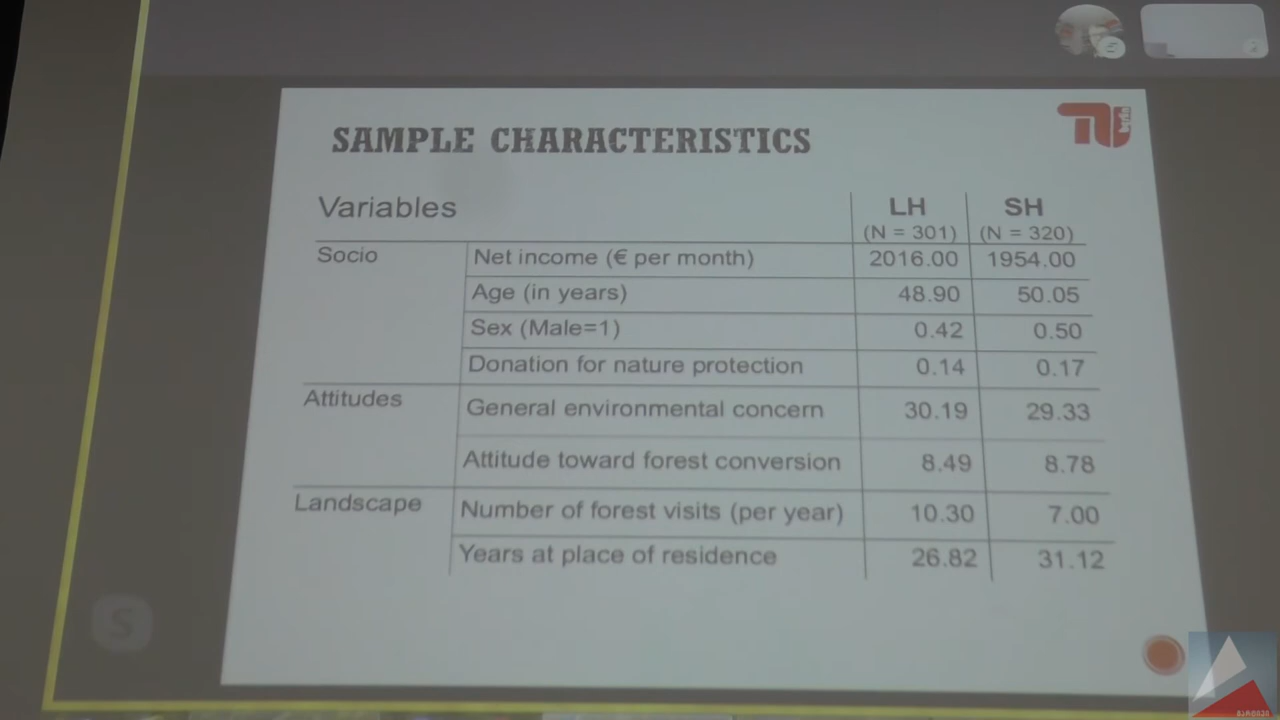 SAMPLE CHARACTERISTICS
berlin
Variables LH SH
(N = 301) (N = 320)
Socio Net income (€ per month) 2016.00 1954.00
Age (in years) 48.90 50.05
Sex (Male=1) 0.42 0.50
Donation for nature protection 0.14 0.17
Attitudes General environmental concern 30.19 29.33
Attitude toward forest conversion 8.49 8.78
Landscape Number of forest visits (per year) 10.30 7.00
Years at place of residence 26.82 31.12
S